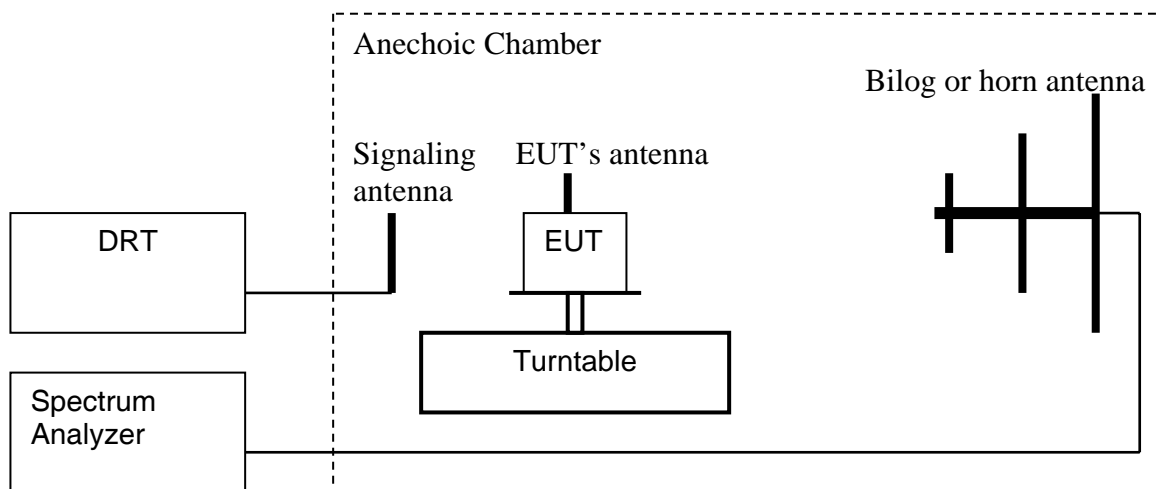 Anechoic Chamber
Bilog or horn antenna
Signaling
antenna
EUT’s antenna
DRT
EUT
Turntable
Spectrum
Analyzer